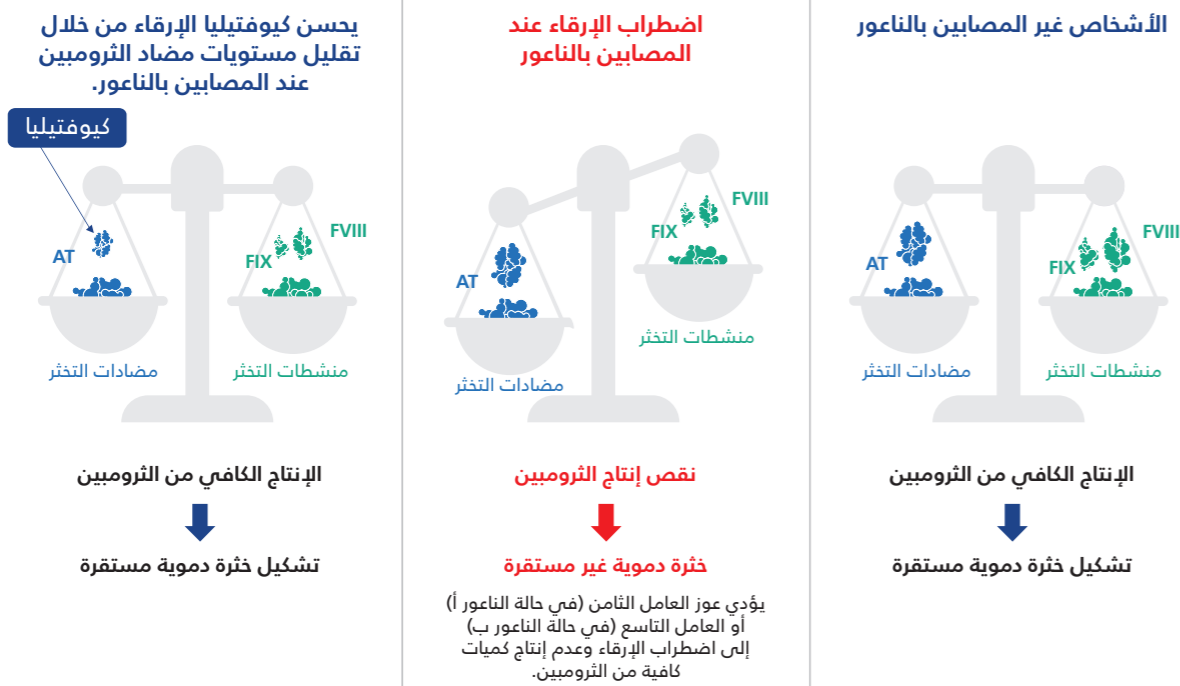 الأشخاص غير المصابين بالناعور
FVIII
FIX
AT
منشطات التخثر
مضادات التخثر
الإنتاج الكافي من الثرومبين
تشكيل خثرة دموية مستقرة
اضطراب الإرقاء عند
المصابين بالناعور
FVIII
FIX
AT
منشطات التخثر
مضادات التخثر
نقص إنتاج الثرومبين
خثرة دموية غير مستقرة
يؤدي عوز العامل الثامن (في حالة الناعور أ)
أو العامل التاسع (في حالة الناعور ب)
إلى اضطراب الإرقاء وعدم إنتاج كميات
كافية من الثرومبين.
يحسن كيوفتيليا الإرقاء من خلال
تقليل مستويات مضاد الثرومبين
عند المصابين بالناعور.
كيوفتيليا
FVIII
FIX
AT
منشطات التخثر
مضادات التخثر
الإنتاج الكافي من الثرومبين
تشكيل خثرة دموية مستقرة